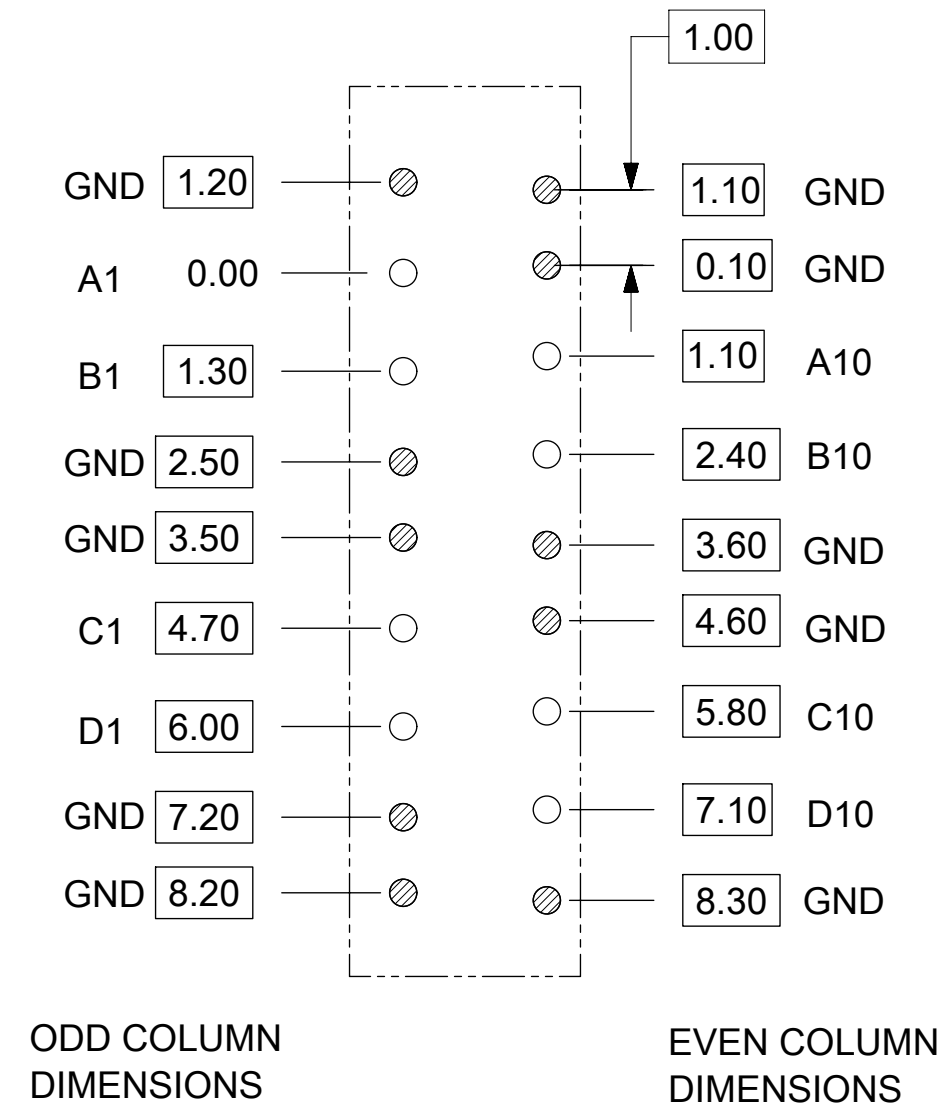 1.00
GND 1.20
1.10 GND
A1 0.00
0.10 GND
B1 1.30
1.10 A10
GND 2.50
2.40 B10
GND 3.50
3.60 GND
C1 4.70
4.60 GND
D1 6.00
5.80 C10
GND 7.20
7.10 D10
GND 8.20
8.30 GND
ODD COLUMN
DIMENSIONS
EVEN COLUMN
DIMENSIONS